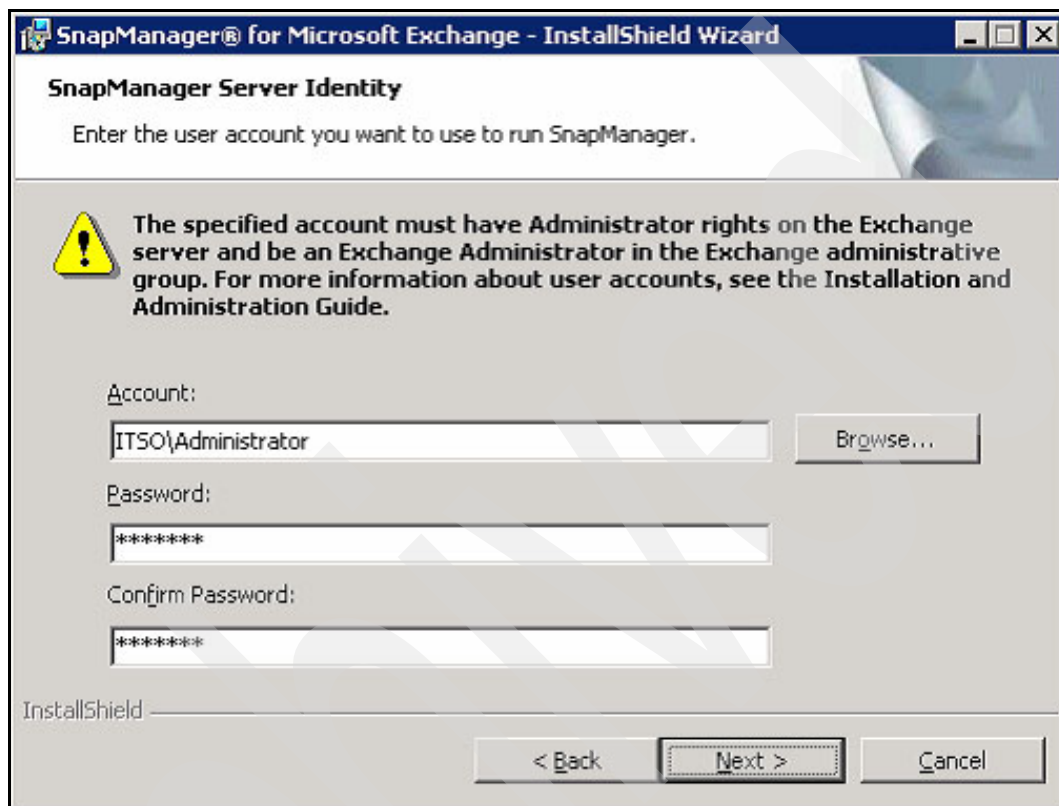 SnapManager® for Microsoft Exchange - InstallShield Wizard
SnapManager Server Identity
Enter the user account you want to use to run SnapManager.
The specified account must have Administrator rights on the Exchange
server and be an Exchange Administrator in the Exchange administrative
group. For more information about user accounts, see the Installation and
Administration Guide.
Account:
ITSO\Administrator
Browse...
Password:
*******
Confirm Password:
*******
InstallShield
< Back
Next >
Cancel